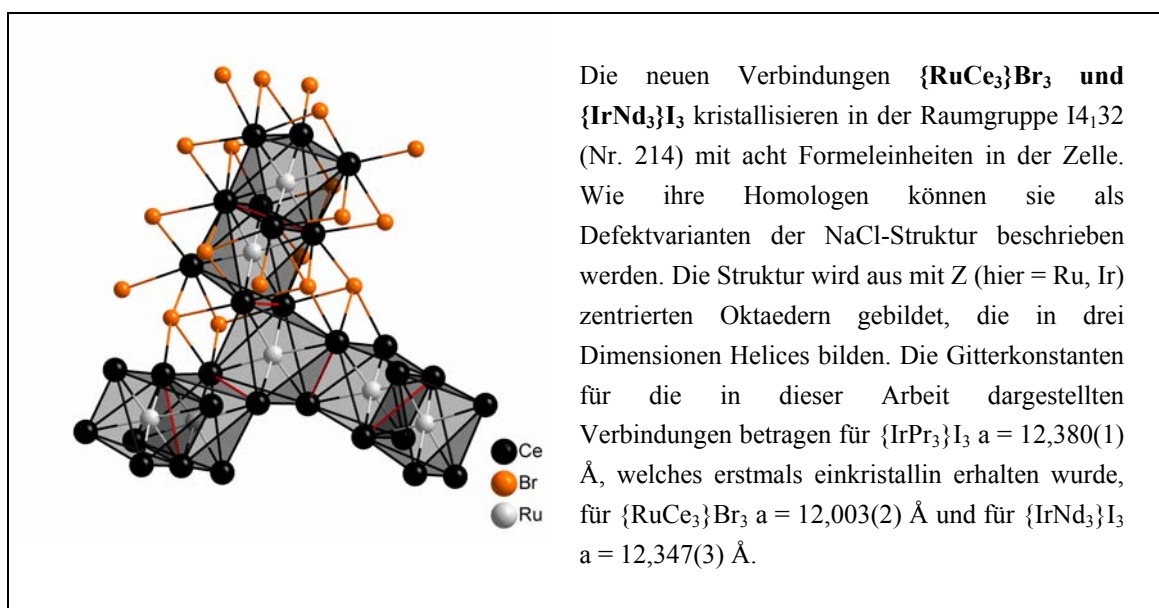 Die neuen Verbindungen {RuCe₃}Br₃ und
{IrNd₃}I₃ kristallisieren in der Raumgruppe I4₁32
(Nr. 214) mit acht Formeleinheiten in der Zelle.
Wie ihre Homologen können sie als
Defektvarianten der NaCl-Struktur beschrieben
werden. Die Struktur wird aus mit Z (hier = Ru, Ir)
zentrierten Oktaedern gebildet, die in drei
Dimensionen Helices bilden. Die Gitterkonstanten
für die in dieser Arbeit dargestellten
Verbindungen betragen für {IrPr₃}I₃ a = 12,380(1)
Å, welches erstmals einkristallin erhalten wurde,
für {RuCe₃}Br₃ a = 12,003(2) Å und für {IrNd₃}I₃
a = 12,347(3) Å.
Ce
Br
Ru